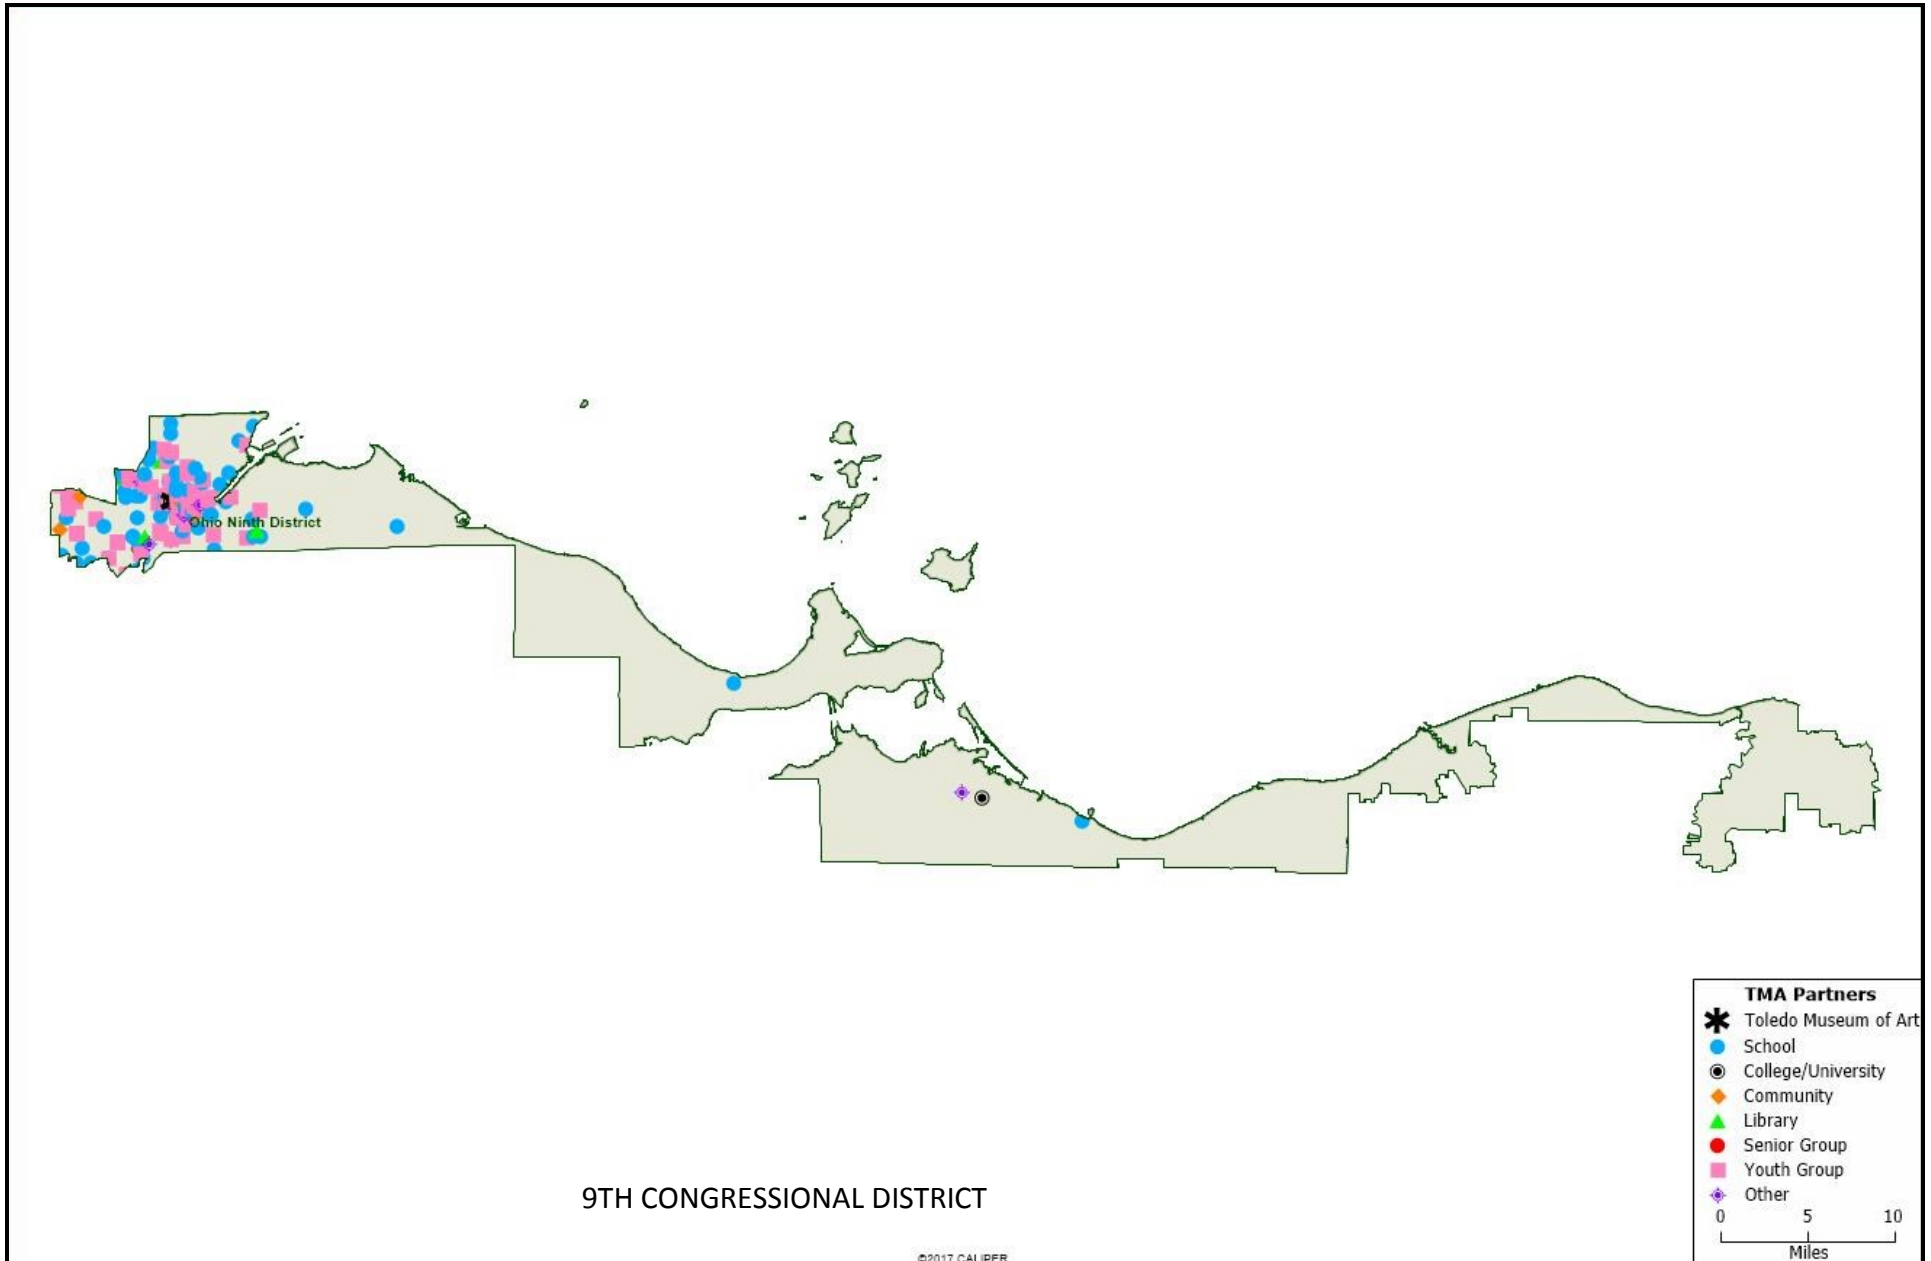 Ohio Ninth District
TMA Partners
Toledo Museum of Art
School
College/University
Community
Library
Senior Group
Youth Group
Other
0 5 10
Miles
9TH CONGRESSIONAL DISTRICT
©2017 CALIPER